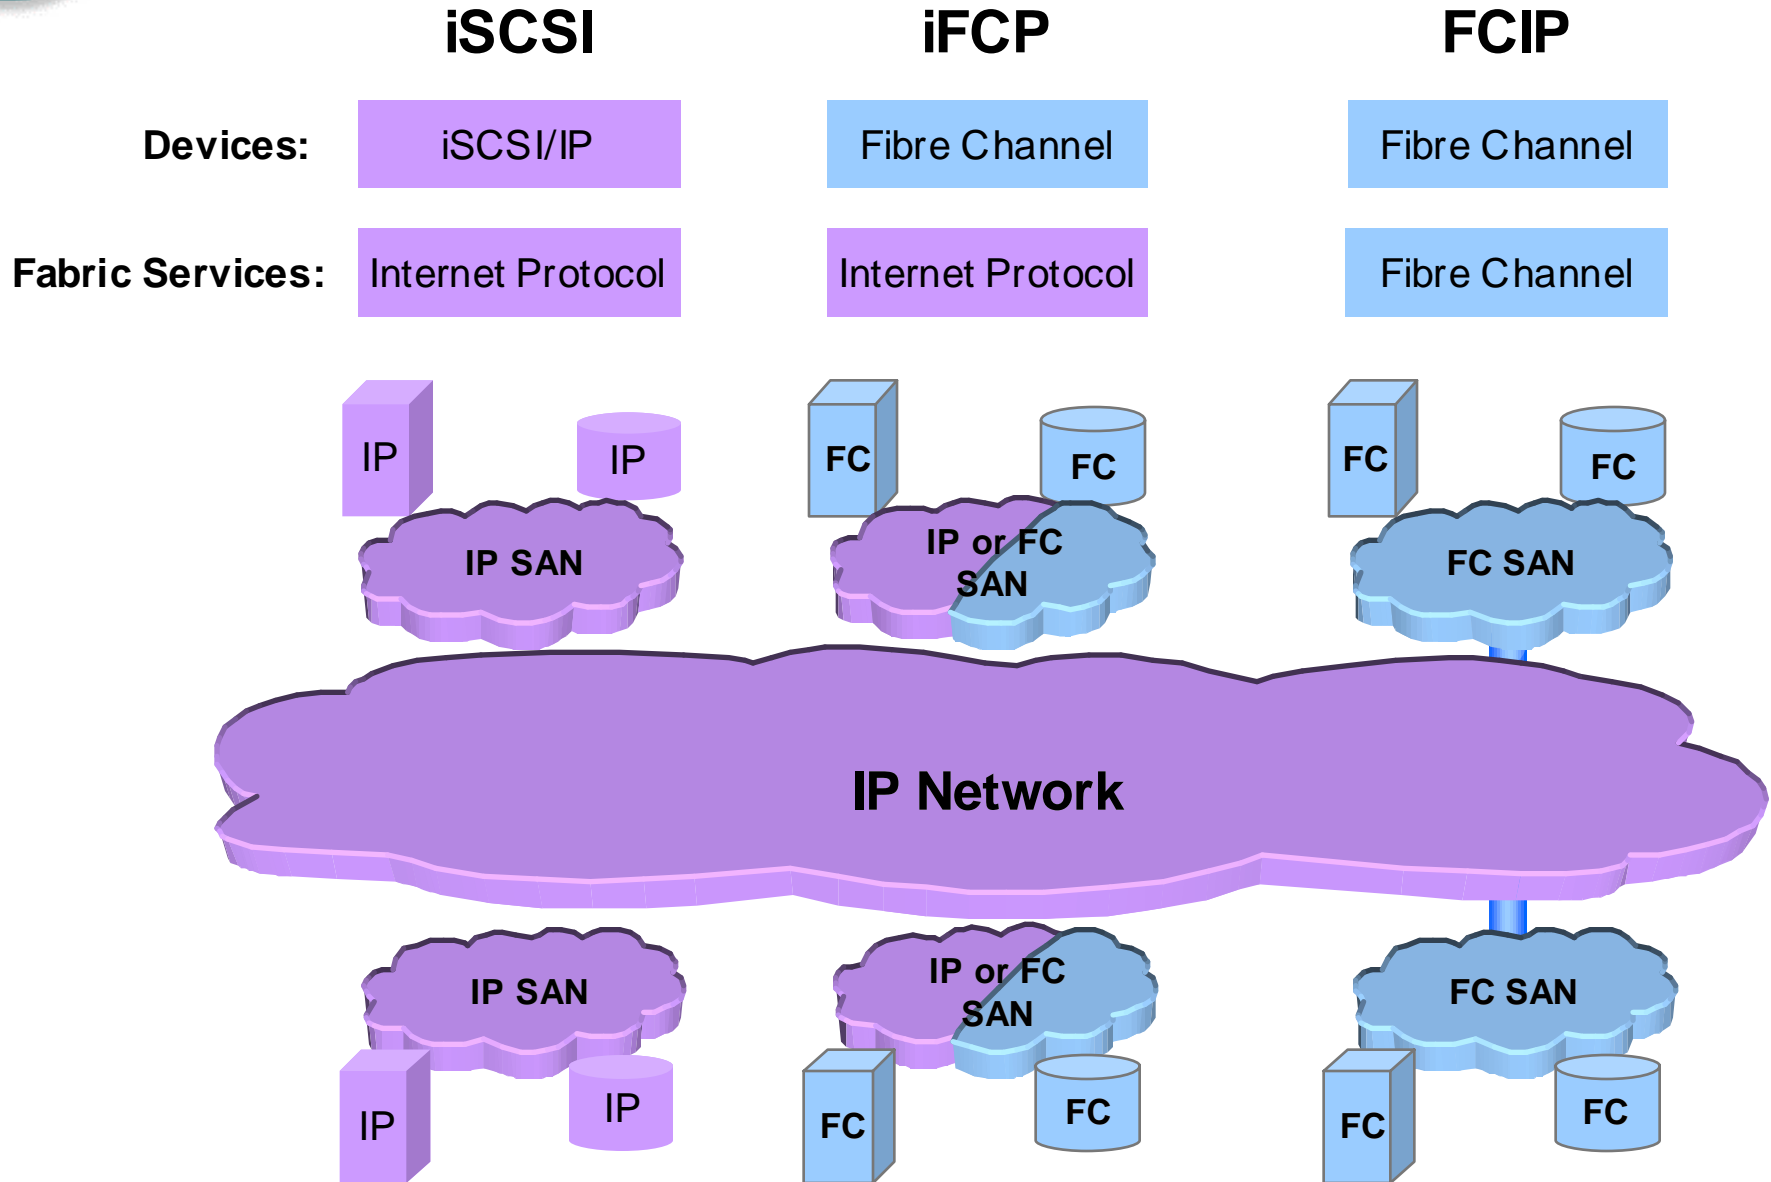 iSCSI iFCP FCIP
Devices: iSCSI/IP Fibre Channel Fibre Channel
Fabric Services: Internet Protocol Internet Protocol Fibre Channel
IP IP FC FC FC FC
IP SAN IP or FC SAN FC SAN
IP Network
IP SAN IP or FC SAN FC SAN
IP IP FC FC FC FC